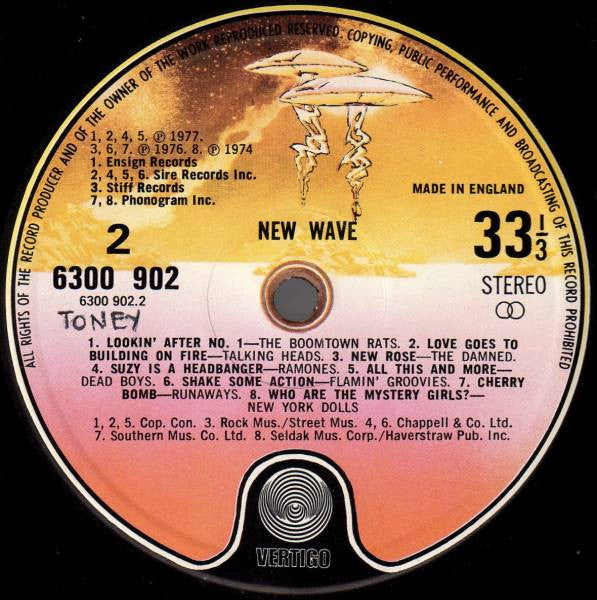 ALL RIGHTS OF THE RECORD PRODUCER AND OF THE OWNER OF THE WORK REPRODUCED RESERVED. COPYING, PUBLIC PERFORMANCE AND BROADCASTING OF THIS RECORD PROHIBITED
1, 2, 4, 5. ℗ 1977.
3, 6, 7. ℗ 1976. 8. ℗ 1974
1. Ensign Records
2, 4, 5, 6. Sire Records Inc.
3. Stiff Records
7, 8. Phonogram Inc.
MADE IN ENGLAND
2
NEW WAVE
33⅓
6300 902
STEREO
6300 902.2
TONEY
1. LOOKIN' AFTER NO. 1—THE BOOMTOWN RATS. 2. LOVE GOES TO
BUILDING ON FIRE—TALKING HEADS. 3. NEW ROSE—THE DAMNED.
4. SUZY IS A HEADBANGER—RAMONES. 5. ALL THIS AND MORE—
DEAD BOYS. 6. SHAKE SOME ACTION—FLAMIN' GROOVIES. 7. CHERRY
BOMB—RUNAWAYS. 8. WHO ARE THE MYSTERY GIRLS?—
NEW YORK DOLLS
1, 2, 5. Cop. Con. 3. Rock Mus./Street Mus. 4, 6. Chappell & Co. Ltd.
7. Southern Mus. Co. Ltd. 8. Seldak Mus. Corp./Haverstraw Pub. Inc.
VERTIGO